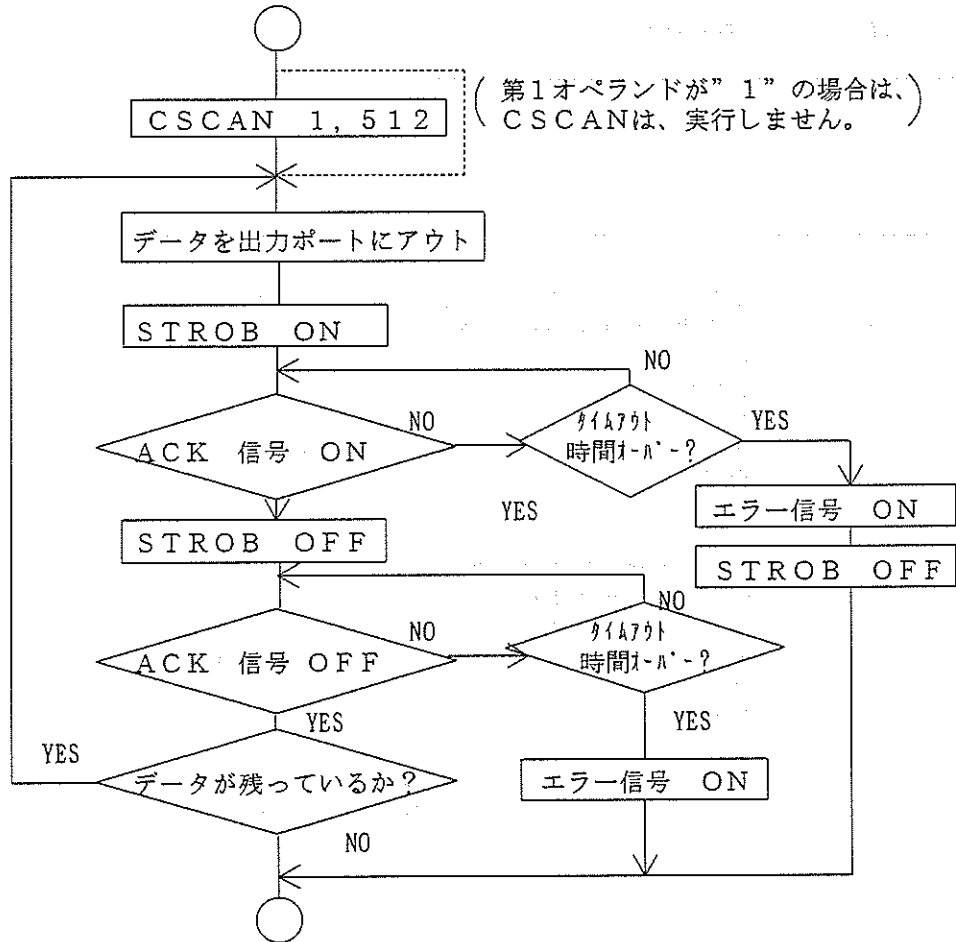 (第1オペランドが”1”の場合は、
CSCANは、実行しません。)
CSCAN 1,512
データを出力ポートにアウト
STROB ON
NO
ACK 信号 ON
NO
タイムアウト
時間オーバー?
YES
YES
エラー信号 ON
STROB OFF
STROB OFF
NO
ACK 信号 OFF
NO
タイムアウト
時間オーバー?
YES
YES
YES
データが残っているか?
エラー信号 ON
NO